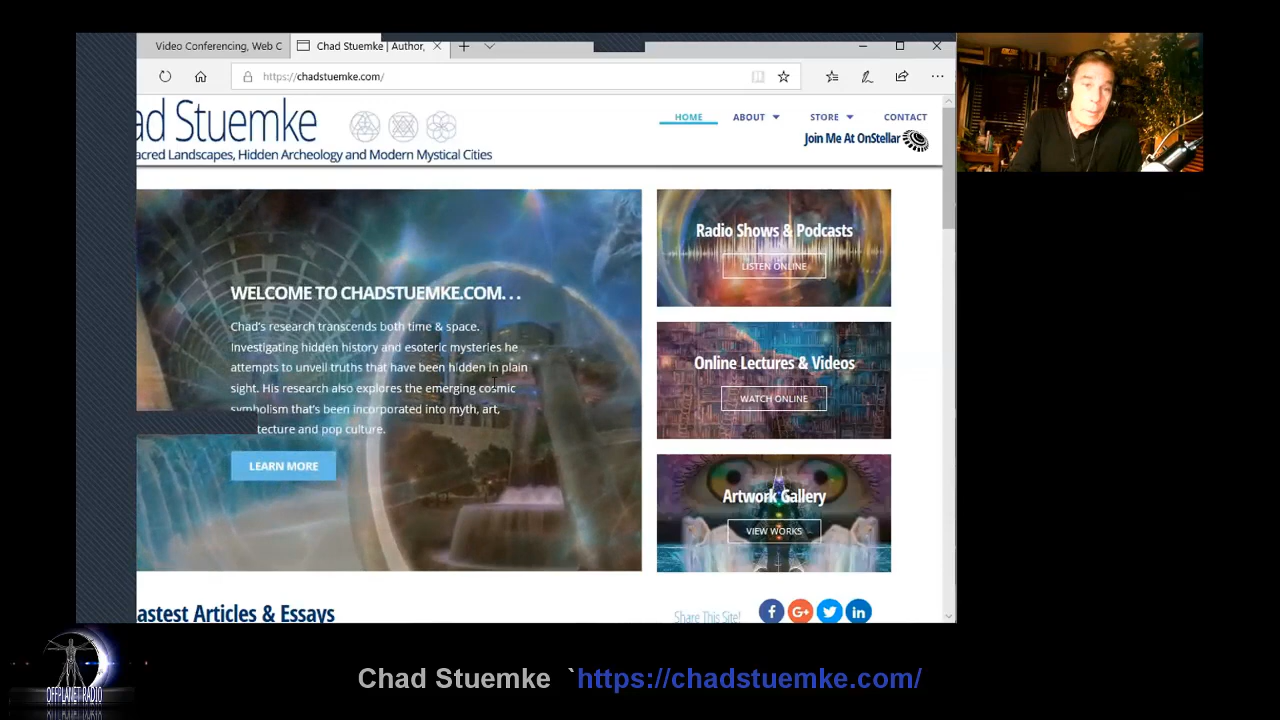 Video Conferencing, Web C
Chad Stuemke | Author,
https://chadstuemke.com/
ad Stuemke
HOME ABOUT STORE CONTACT
Join Me At OnStellar
acred Landscapes, Hidden Archeology and Modern Mystical Cities
WELCOME TO CHADSTUEMKE.COM. . .
Chad's research transcends both time & space.
Investigating hidden history and esoteric mysteries he
attempts to unveil truths that have been hidden in plain
sight. His research also explores the emerging cosmic
symbolism that's been incorporated into myth, art,
tecture and pop culture.
LEARN MORE
Radio Shows & Podcasts
LISTEN ONLINE
Online Lectures & Videos
WATCH ONLINE
Artwork Gallery
VIEW WORKS
astest Articles & Essays
Share This Site!
OFFPLANET RADIO
Chad Stuemke `https://chadstuemke.com/